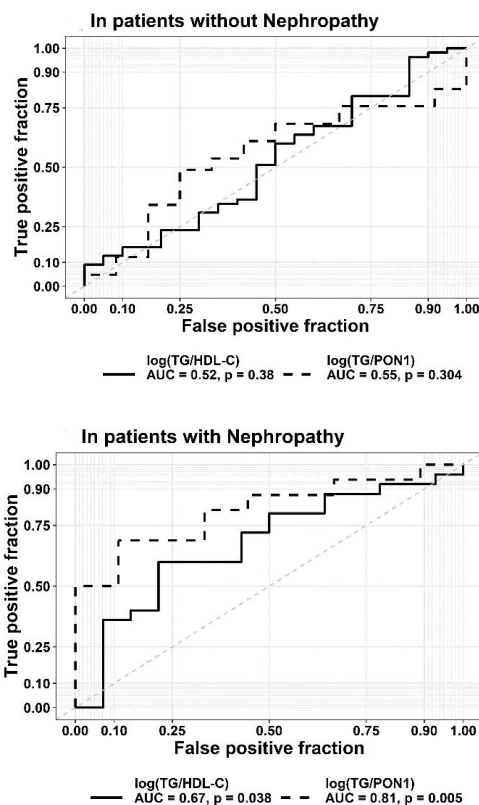 In patients without Nephropathy
1.00
0.90
0.75
0.50
0.25
0.10
0.00
True positive fraction
0.00 0.10 0.25 0.50 0.75 0.90 1.00
False positive fraction
log(TG/HDL-C) log(TG/PON1)
AUC = 0.52, p = 0.38 AUC = 0.55, p = 0.304
In patients with Nephropathy
1.00
0.90
0.75
0.50
0.25
0.10
0.00
True positive fraction
0.00 0.10 0.25 0.50 0.75 0.90 1.00
False positive fraction
log(TG/HDL-C) log(TG/PON1)
AUC = 0.67, p = 0.038 AUC = 0.81, p = 0.005